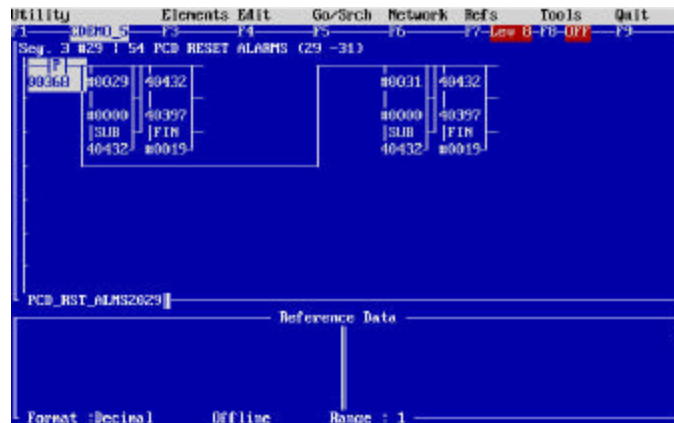 Utility Elements Edit Go/Srch Network Refs Tools Quit
F1 EDEMO_5 F3 F4 F5 F6 F7-Lev 8-F8-OFF F9
Seg. 3 #29 / 54 PCD RESET ALARMS (29 -31)
P
00368 #0029 40432 #0031 40432
#0000 40397 #0000 40397
SUB FIN SUB FIN
40432 #0019 40432 #0019
PCD_RST_ALMS2029
Reference Data
Format :Decimal Offline Range : 1